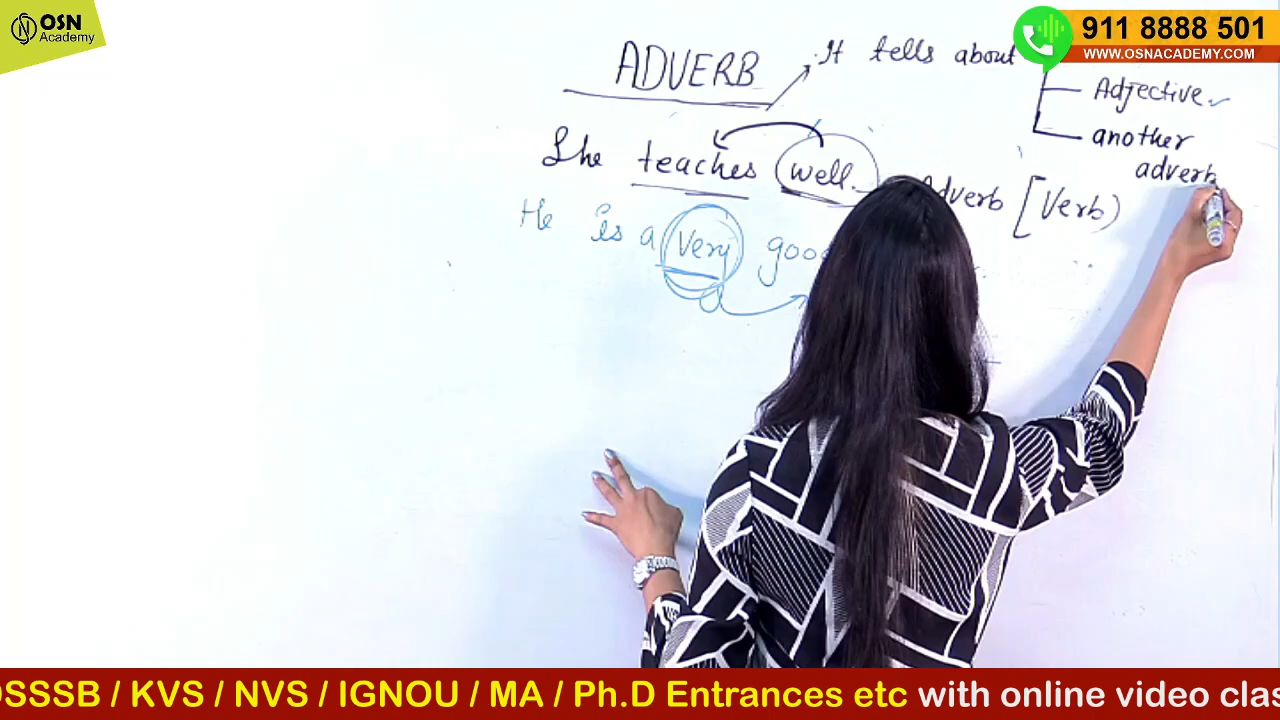 OSN
Academy
911 8888 501
WWW.OSNACADEMY.COM
ADVERB
It tells about
Adjective
another
adverb
She teaches well.
Adverb [Verb)
He is a very
OSSSB / KVS / NVS / IGNOU / MA / Ph.D Entrances etc with online video clas